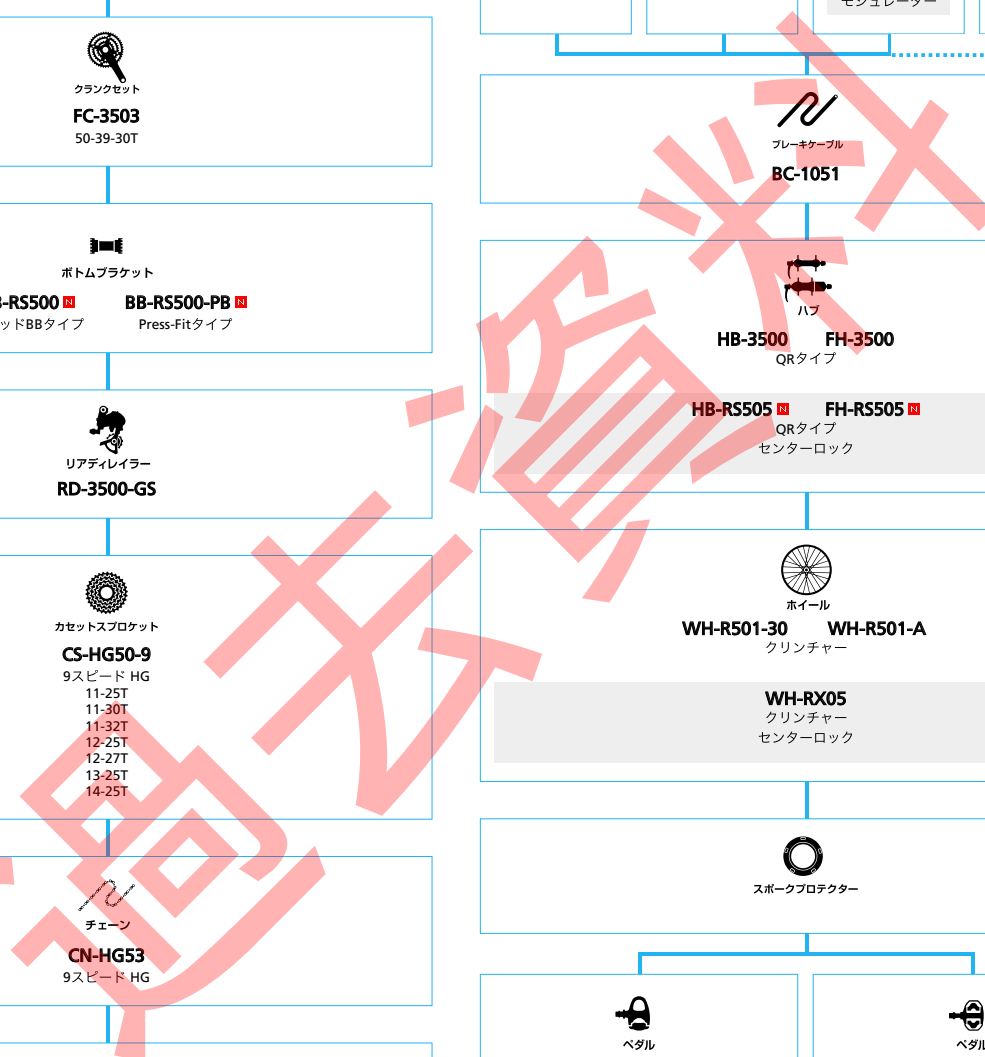 クランクセット
FC-3503
50-39-30T
ボトムブラケット
-RS500 N BB-RS500-PB N
ッドBBタイプ Press-Fitタイプ
リアディレイラー
RD-3500-GS
カセットスプロケット
CS-HG50-9
9スピード HG
11-25T
11-30T
11-32T
12-25T
12-27T
13-25T
14-25T
チェーン
CN-HG53
9スピード HG
モジュレーター
ブレーキケーブル
BC-1051
ハブ
HB-3500 FH-3500
QRタイプ
HB-RS505 N FH-RS505 N
QRタイプ
センターロック
ホイール
WH-R501-30 WH-R501-A
クリンチャー
WH-RX05
クリンチャー
センターロック
スポークプロテクター
ペダル
ペダル
過去資料